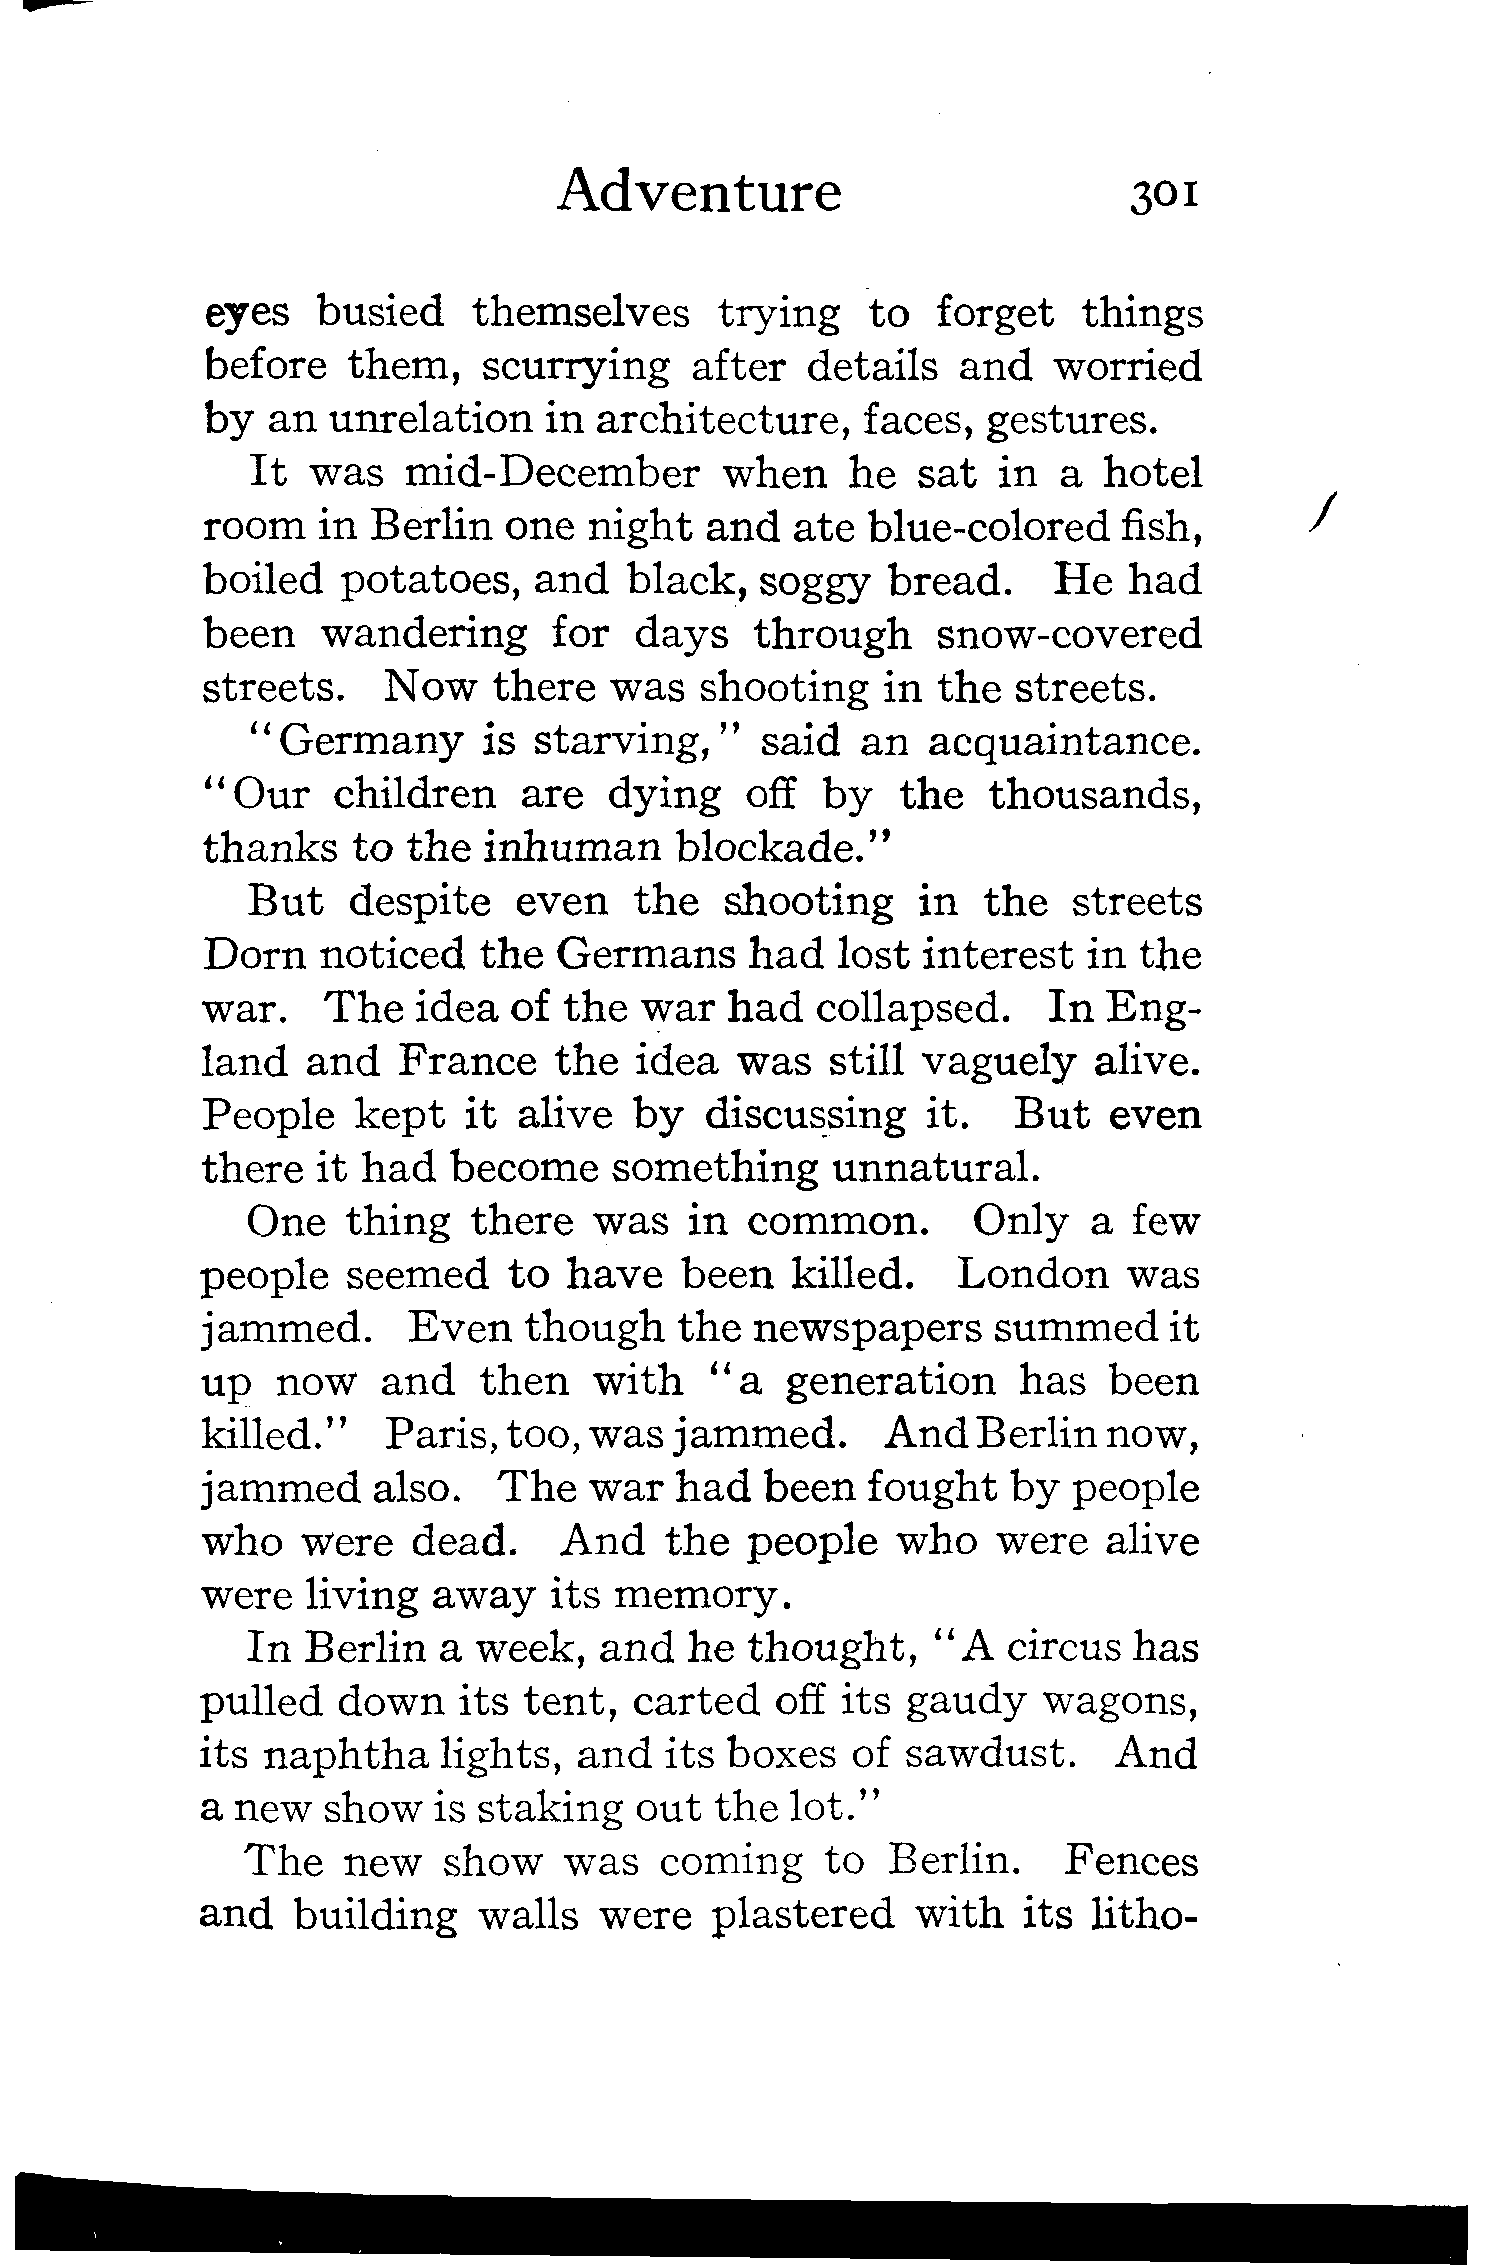 Adventure 301
eyes busied themselves trying to forget things
before them, scurrying after details and worried
by an unrelation in architecture, faces, gestures.
It was mid-December when he sat in a hotel
room in Berlin one night and ate blue-colored fish,
boiled potatoes, and black, soggy bread. He had
been wandering for days through snow-covered
streets. Now there was shooting in the streets.
"Germany is starving," said an acquaintance.
"Our children are dying off by the thousands,
thanks to the inhuman blockade."
But despite even the shooting in the streets
Dorn noticed the Germans had lost interest in the
war. The idea of the war had collapsed. In Eng-
land and France the idea was still vaguely alive.
People kept it alive by discussing it. But even
there it had become something unnatural.
One thing there was in common. Only a few
people seemed to have been killed. London was
jammed. Even though the newspapers summed it
up now and then with "a generation has been
killed." Paris, too, was jammed. And Berlin now,
jammed also. The war had been fought by people
who were dead. And the people who were alive
were living away its memory.
In Berlin a week, and he thought, "A circus has
pulled down its tent, carted off its gaudy wagons,
its naphtha lights, and its boxes of sawdust. And
a new show is staking out the lot."
The new show was coming to Berlin. Fences
and building walls were plastered with its litho-